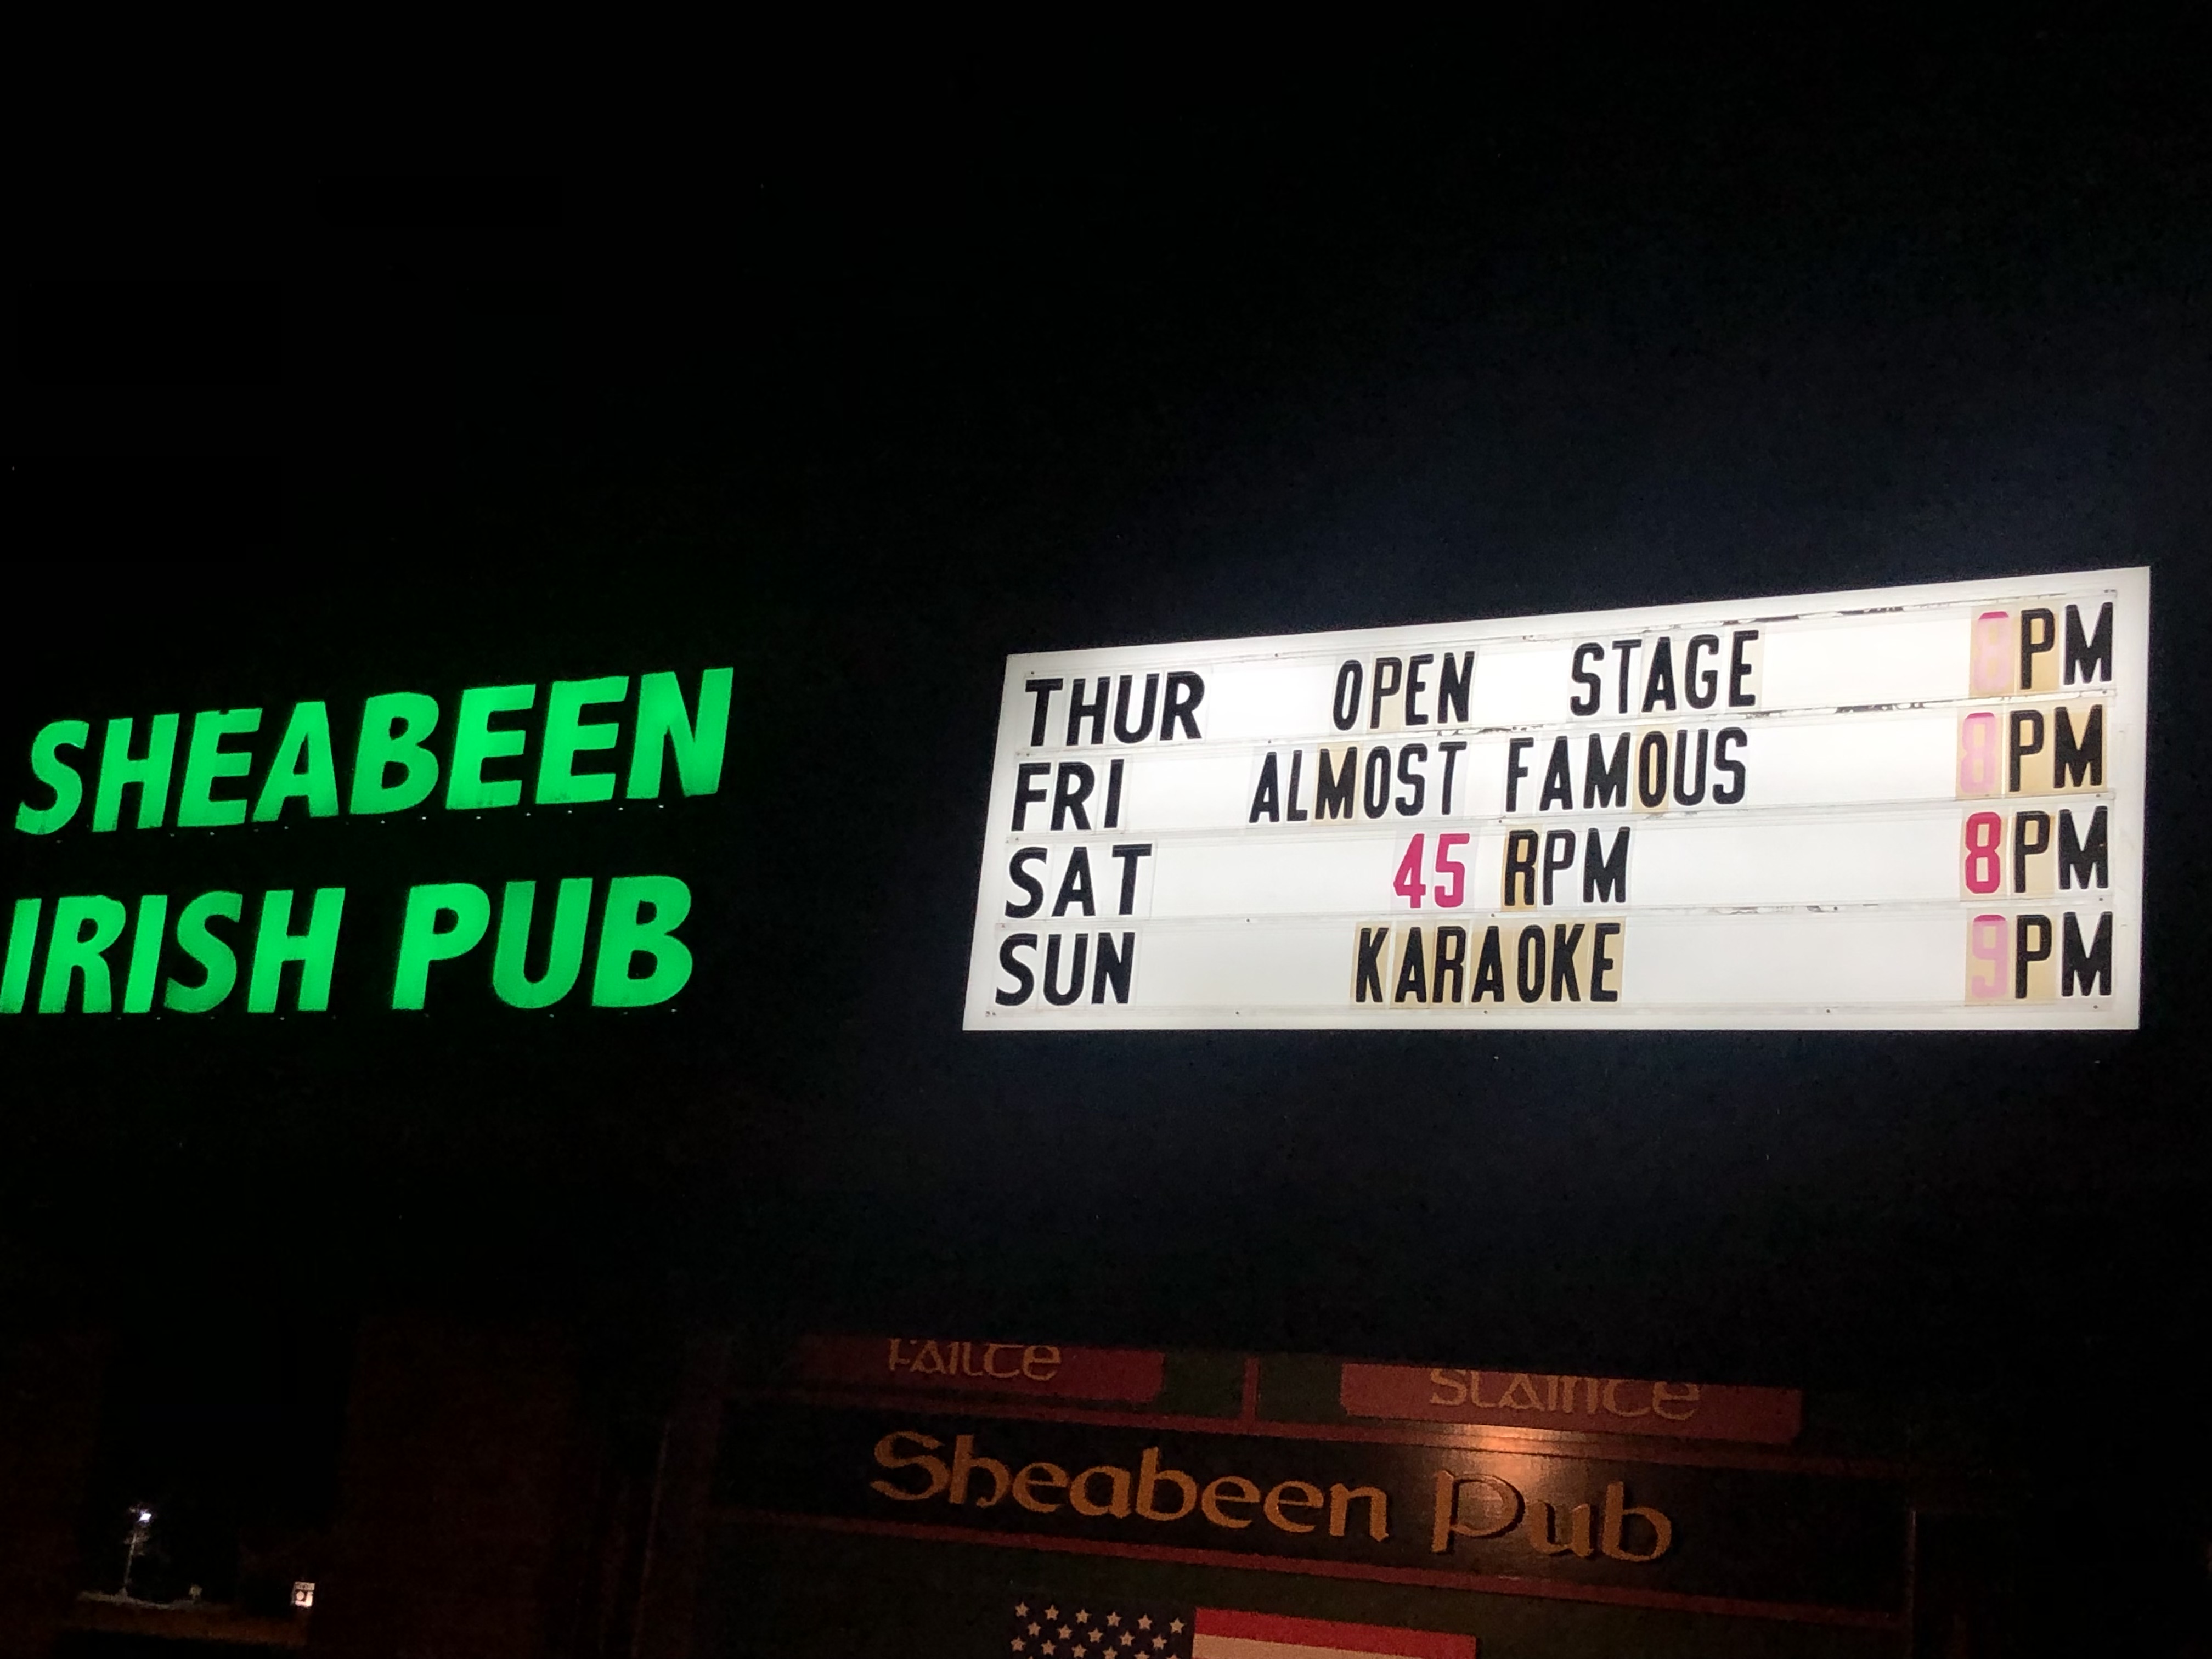 SHEABEEN
IRISH PUB
THUR OPEN STAGE 8PM
FRI ALMOST FAMOUS 8PM
SAT 45 RPM 8PM
SUN KARAOKE 9PM
FAILTE
SLAINTE
Sheabeen Pub